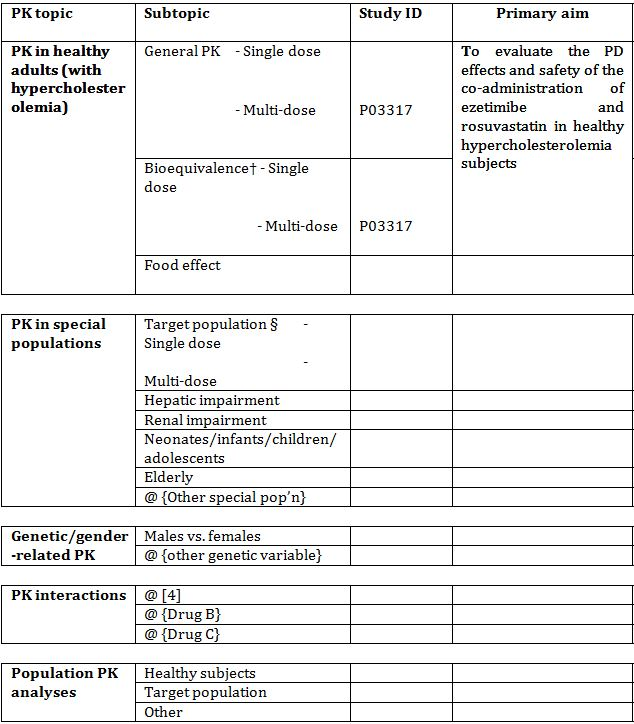 PK topic Subtopic Study ID Primary aim
PK in healthy
adults (with
hypercholester
olemia)
General PK - Single dose
- Multi-dose P03317
To evaluate the PD
effects and safety of the
co-administration of
ezetimibe and
rosuvastatin in healthy
hypercholesterolemia
subjects
Bioequivalence† - Single
dose
- Multi-dose P03317
Food effect
PK in special
populations
Target population § -
Single dose
-
Multi-dose
Hepatic impairment
Renal impairment
Neonates/infants/children/
adolescents
Elderly
@ {Other special pop’n}
Genetic/gender
-related PK
Males vs. females
@ {other genetic variable}
PK interactions
@ [4]
@ {Drug B}
@ {Drug C}
Population PK
analyses
Healthy subjects
Target population
Other